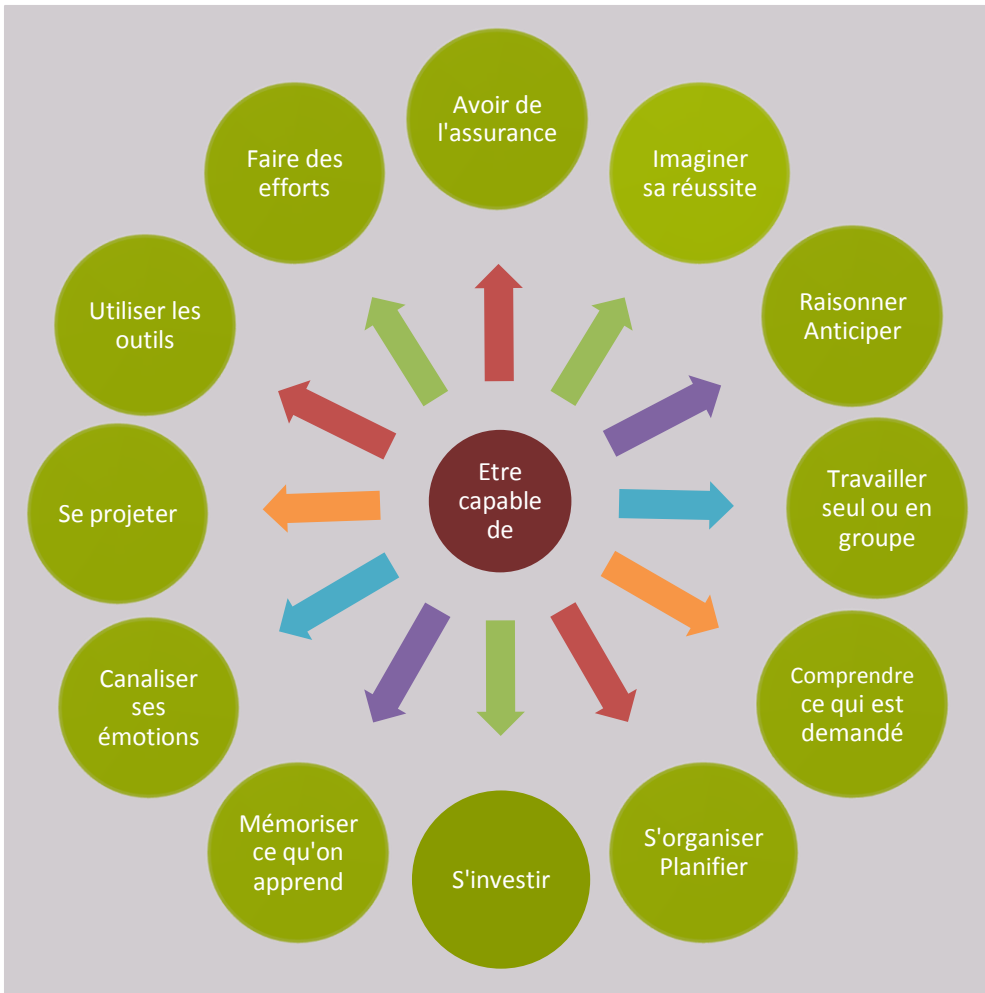 Avoir de
l'assurance
Imaginer
sa réussite
Raisonner
Anticiper
Travailler
seul ou en
groupe
Comprendre
ce qui est
demandé
S'organiser
Planifier
S'investir
Mémoriser
ce qu'on
apprend
Canaliser
ses
émotions
Se projeter
Utiliser les
outils
Faire des
efforts
Etre
capable
de